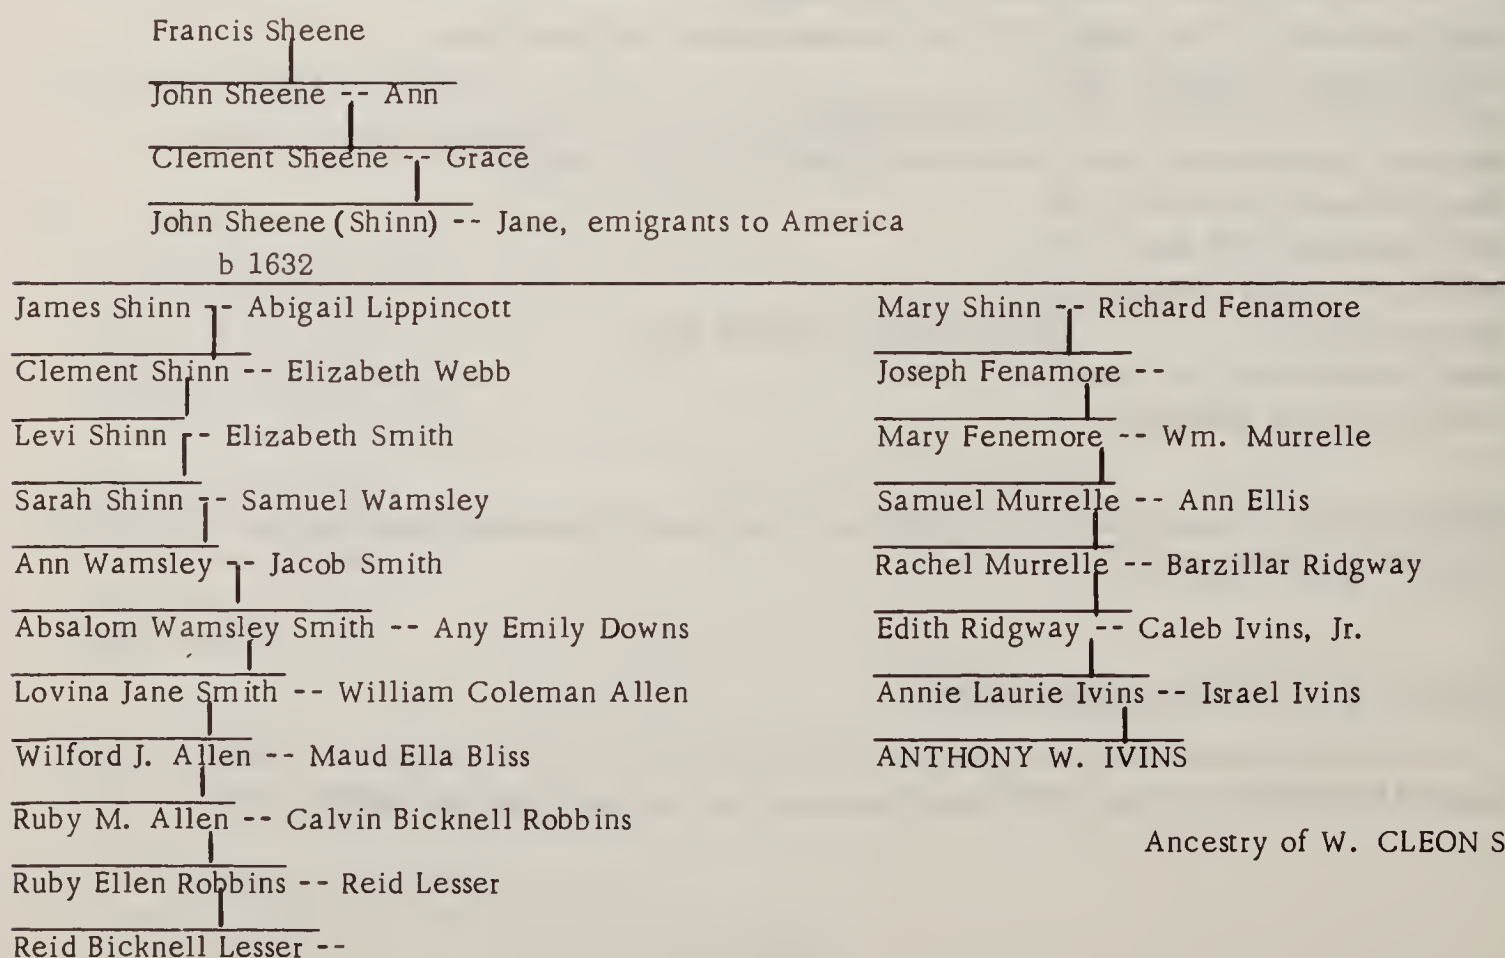 Francis Sheene
John Sheene -- Ann
Clement Sheene -- Grace
John Sheene (Shinn) -- Jane, emigrants to America
b 1632
James Shinn -- Abigail Lippincott
Clement Shinn -- Elizabeth Webb
Levi Shinn -- Elizabeth Smith
Sarah Shinn -- Samuel Wamsley
Ann Wamsley -- Jacob Smith
Absalom Wamsley Smith -- Any Emily Downs
Lovina Jane Smith -- William Coleman Allen
Wilford J. Allen -- Maud Ella Bliss
Ruby M. Allen -- Calvin Bicknell Robbins
Ruby Ellen Robbins -- Reid Lesser
Reid Bicknell Lesser --
Mary Shinn -- Richard Fenamore
Joseph Fenamore --
Mary Fenemore -- Wm. Murrelle
Samuel Murrelle -- Ann Ellis
Rachel Murrelle -- Barzillar Ridgway
Edith Ridgway -- Caleb Ivins, Jr.
Annie Laurie Ivins -- Israel Ivins
ANTHONY W. IVINS
Ancestry of W. CLEON S